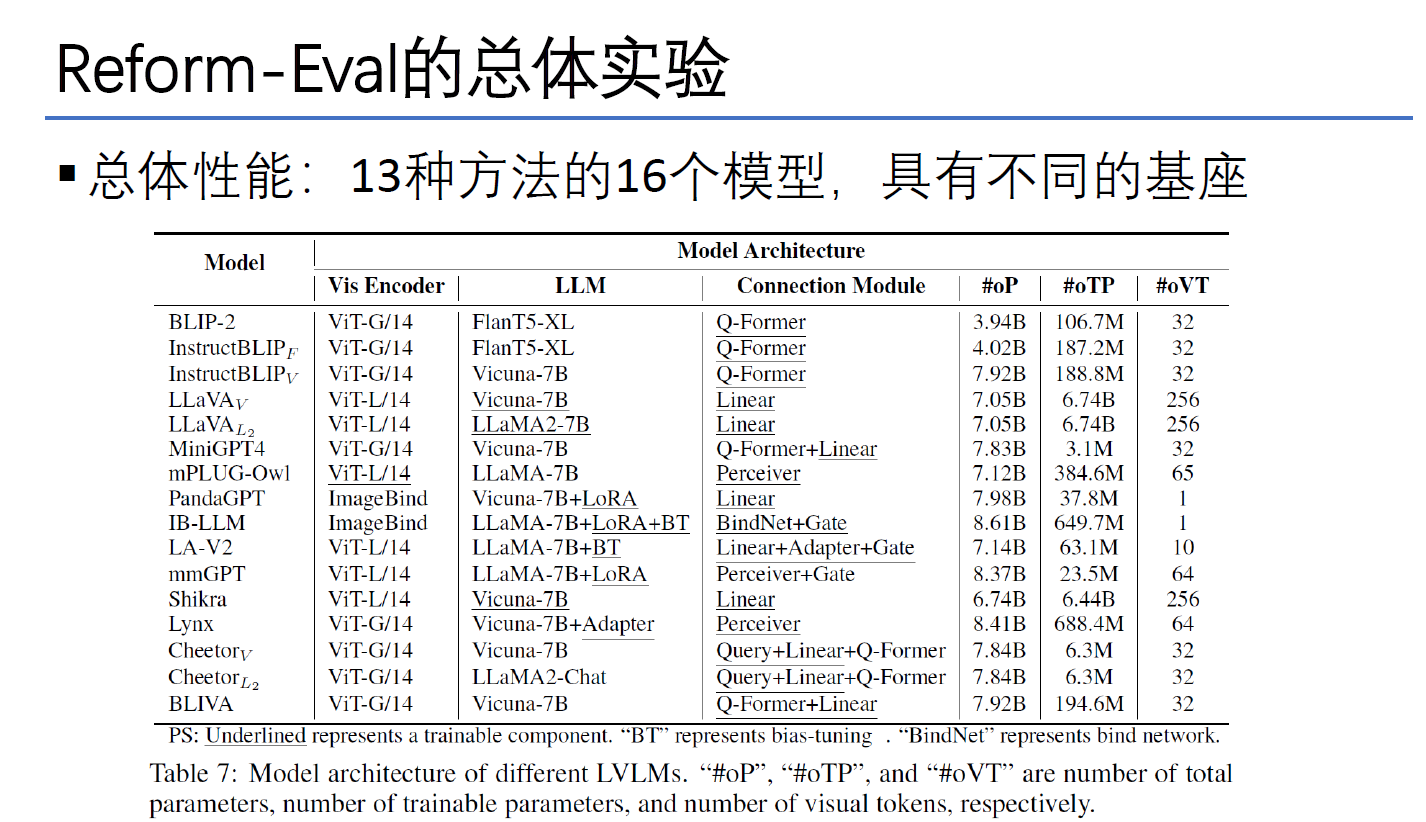 Reform-Eval的总体实验
▪ 总体性能：13种方法的16个模型，具有不同的基座
Model Model Architecture
Vis Encoder LLM Connection Module #oP #oTP #oVT
BLIP-2 ViT-G/14 FlanT5-XL Q-Former 3.94B 106.7M 32
InstructBLIP_F ViT-G/14 FlanT5-XL Q-Former 4.02B 187.2M 32
InstructBLIP_V ViT-G/14 Vicuna-7B Q-Former 7.92B 188.8M 32
LLaVA_V ViT-L/14 Vicuna-7B Linear 7.05B 6.74B 256
LLaVA_L2 ViT-L/14 LLaMA2-7B Linear 7.05B 6.74B 256
MiniGPT4 ViT-G/14 Vicuna-7B Q-Former+Linear 7.83B 3.1M 32
mPLUG-Owl ViT-L/14 LLaMA-7B Perceiver 7.12B 384.6M 65
PandaGPT ImageBind Vicuna-7B+LoRA Linear 7.98B 37.8M 1
IB-LLM ImageBind LLaMA-7B+LoRA+BT BindNet+Gate 8.61B 649.7M 1
LA-V2 ViT-L/14 LLaMA-7B+BT Linear+Adapter+Gate 7.14B 63.1M 10
mmGPT ViT-L/14 LLaMA-7B+LoRA Perceiver+Gate 8.37B 23.5M 64
Shikra ViT-L/14 Vicuna-7B Linear 6.74B 6.44B 256
Lynx ViT-G/14 Vicuna-7B+Adapter Perceiver 8.41B 688.4M 64
Cheetor_V ViT-G/14 Vicuna-7B Query+Linear+Q-Former 7.84B 6.3M 32
Cheetor_L2 ViT-G/14 LLaMA2-Chat Query+Linear+Q-Former 7.84B 6.3M 32
BLIVA ViT-G/14 Vicuna-7B Q-Former+Linear 7.92B 194.6M 32
PS: Underlined represents a trainable component. “BT” represents bias-tuning . “BindNet” represents bind network.
Table 7: Model architecture of different LVLMs. “#oP”, “#oTP”, and “#oVT” are number of total
parameters, number of trainable parameters, and number of visual tokens, respectively.